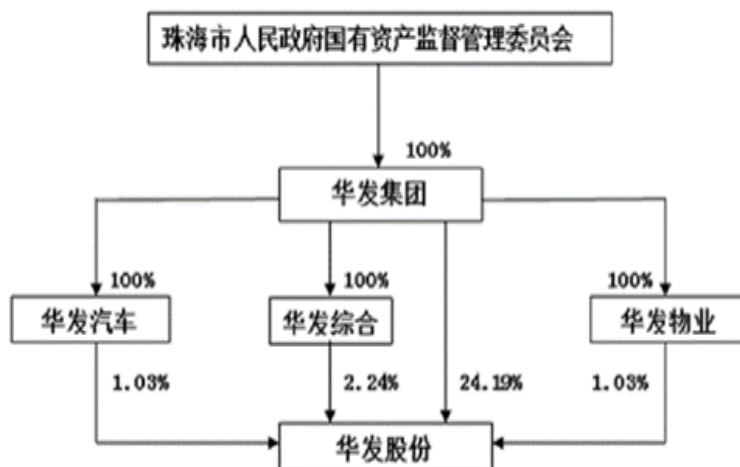 珠海市人民政府国有资产监督管理委员会
100%
华发集团
100%
100%
100%
华发汽车
华发综合
华发物业
1.03%
2.24%
24.19%
1.03%
华发股份